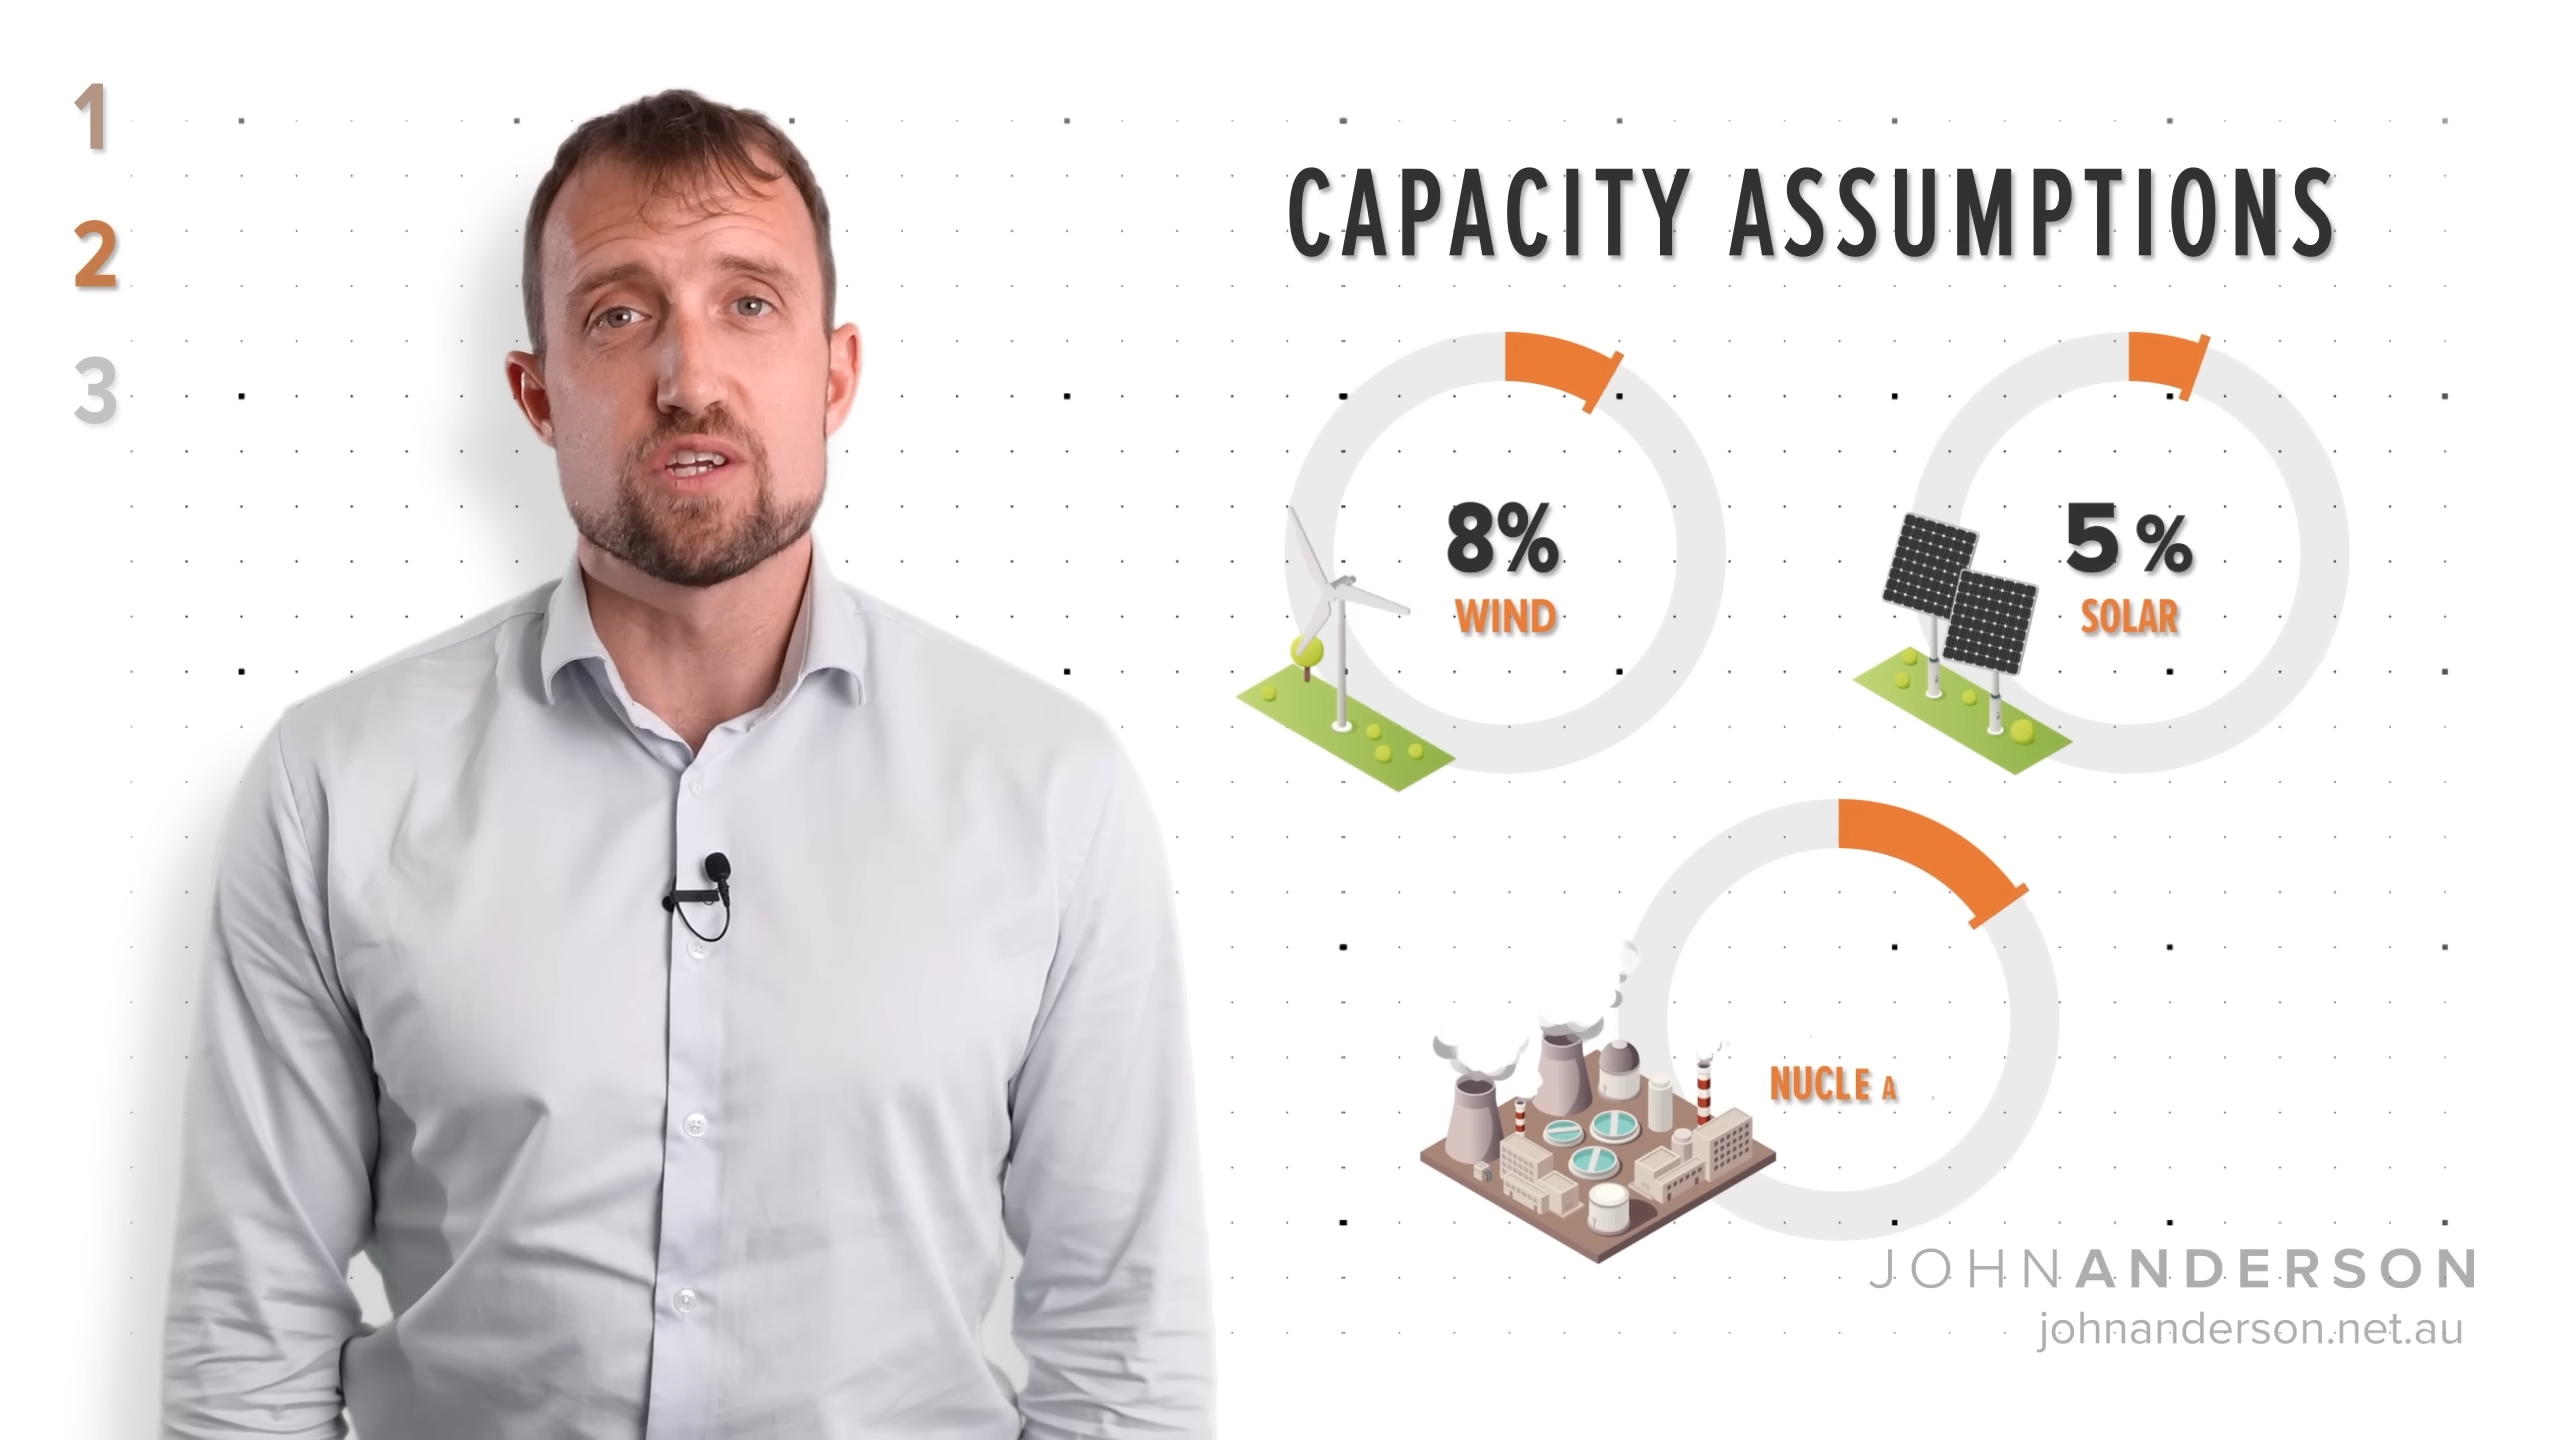 1
2
3
CAPACITY ASSUMPTIONS
8%
WIND
5 %
SOLAR
NUCLE A
JOHNANDERSON
johnanderson.net.au